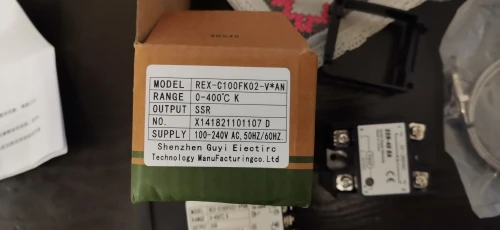 MODEL REX-C100FK02-V*AN
RANGE 0-400℃ K
OUTPUT SSR
NO. X141821101107 D
SUPPLY 100-240V AC, 50HZ/60HZ.
Shenzhen Guyi Eiectirc
Technology ManuFacturingco.Ltd